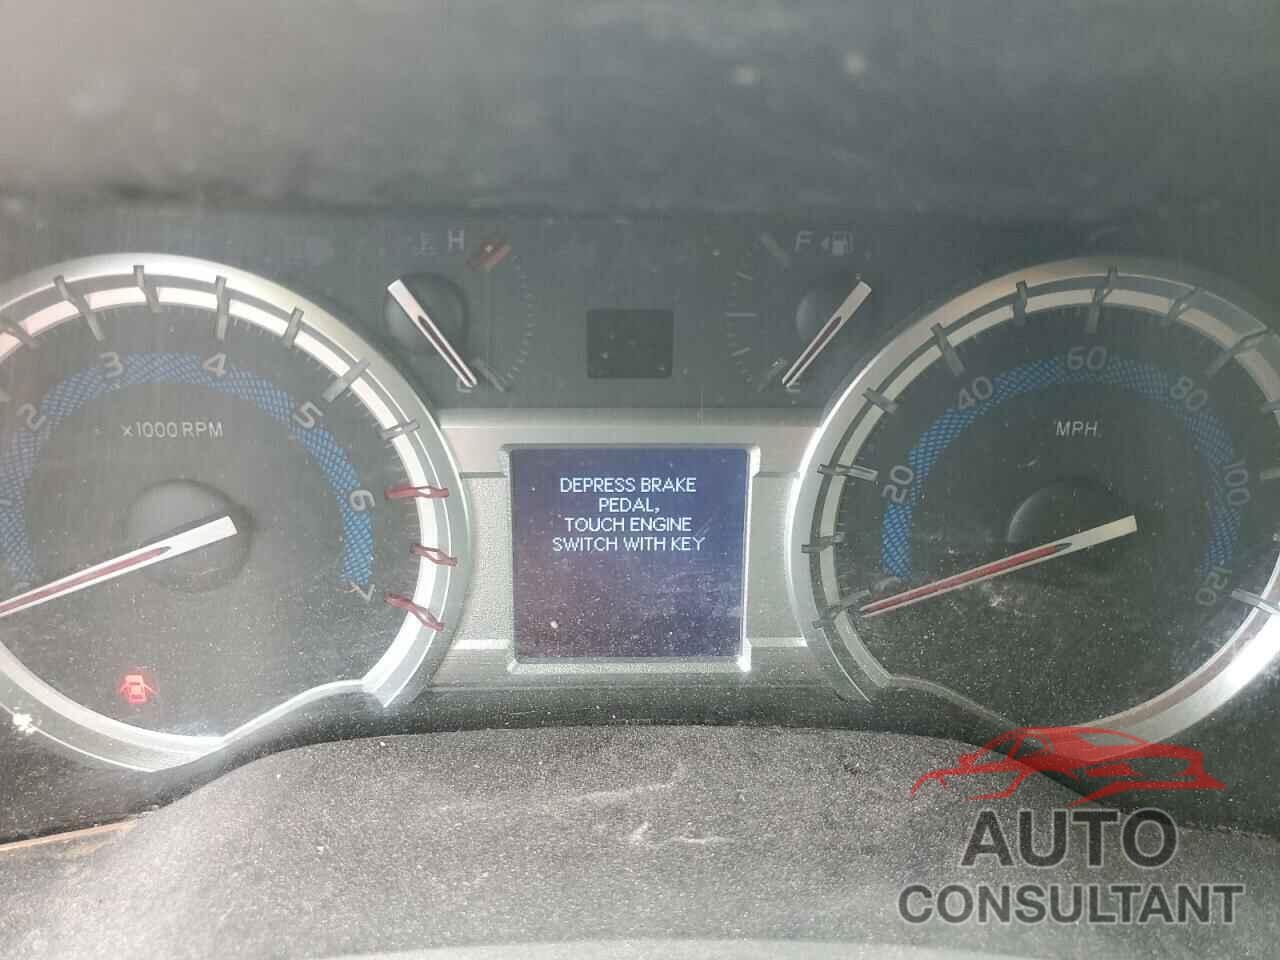 H
F
3
4
2
5
1
x1000 RPM
6
7
60
40
80
MPH
20
100
120
DEPRESS BRAKE
PEDAL,
TOUCH ENGINE
SWITCH WITH KEY
AUTO
CONSULTANT